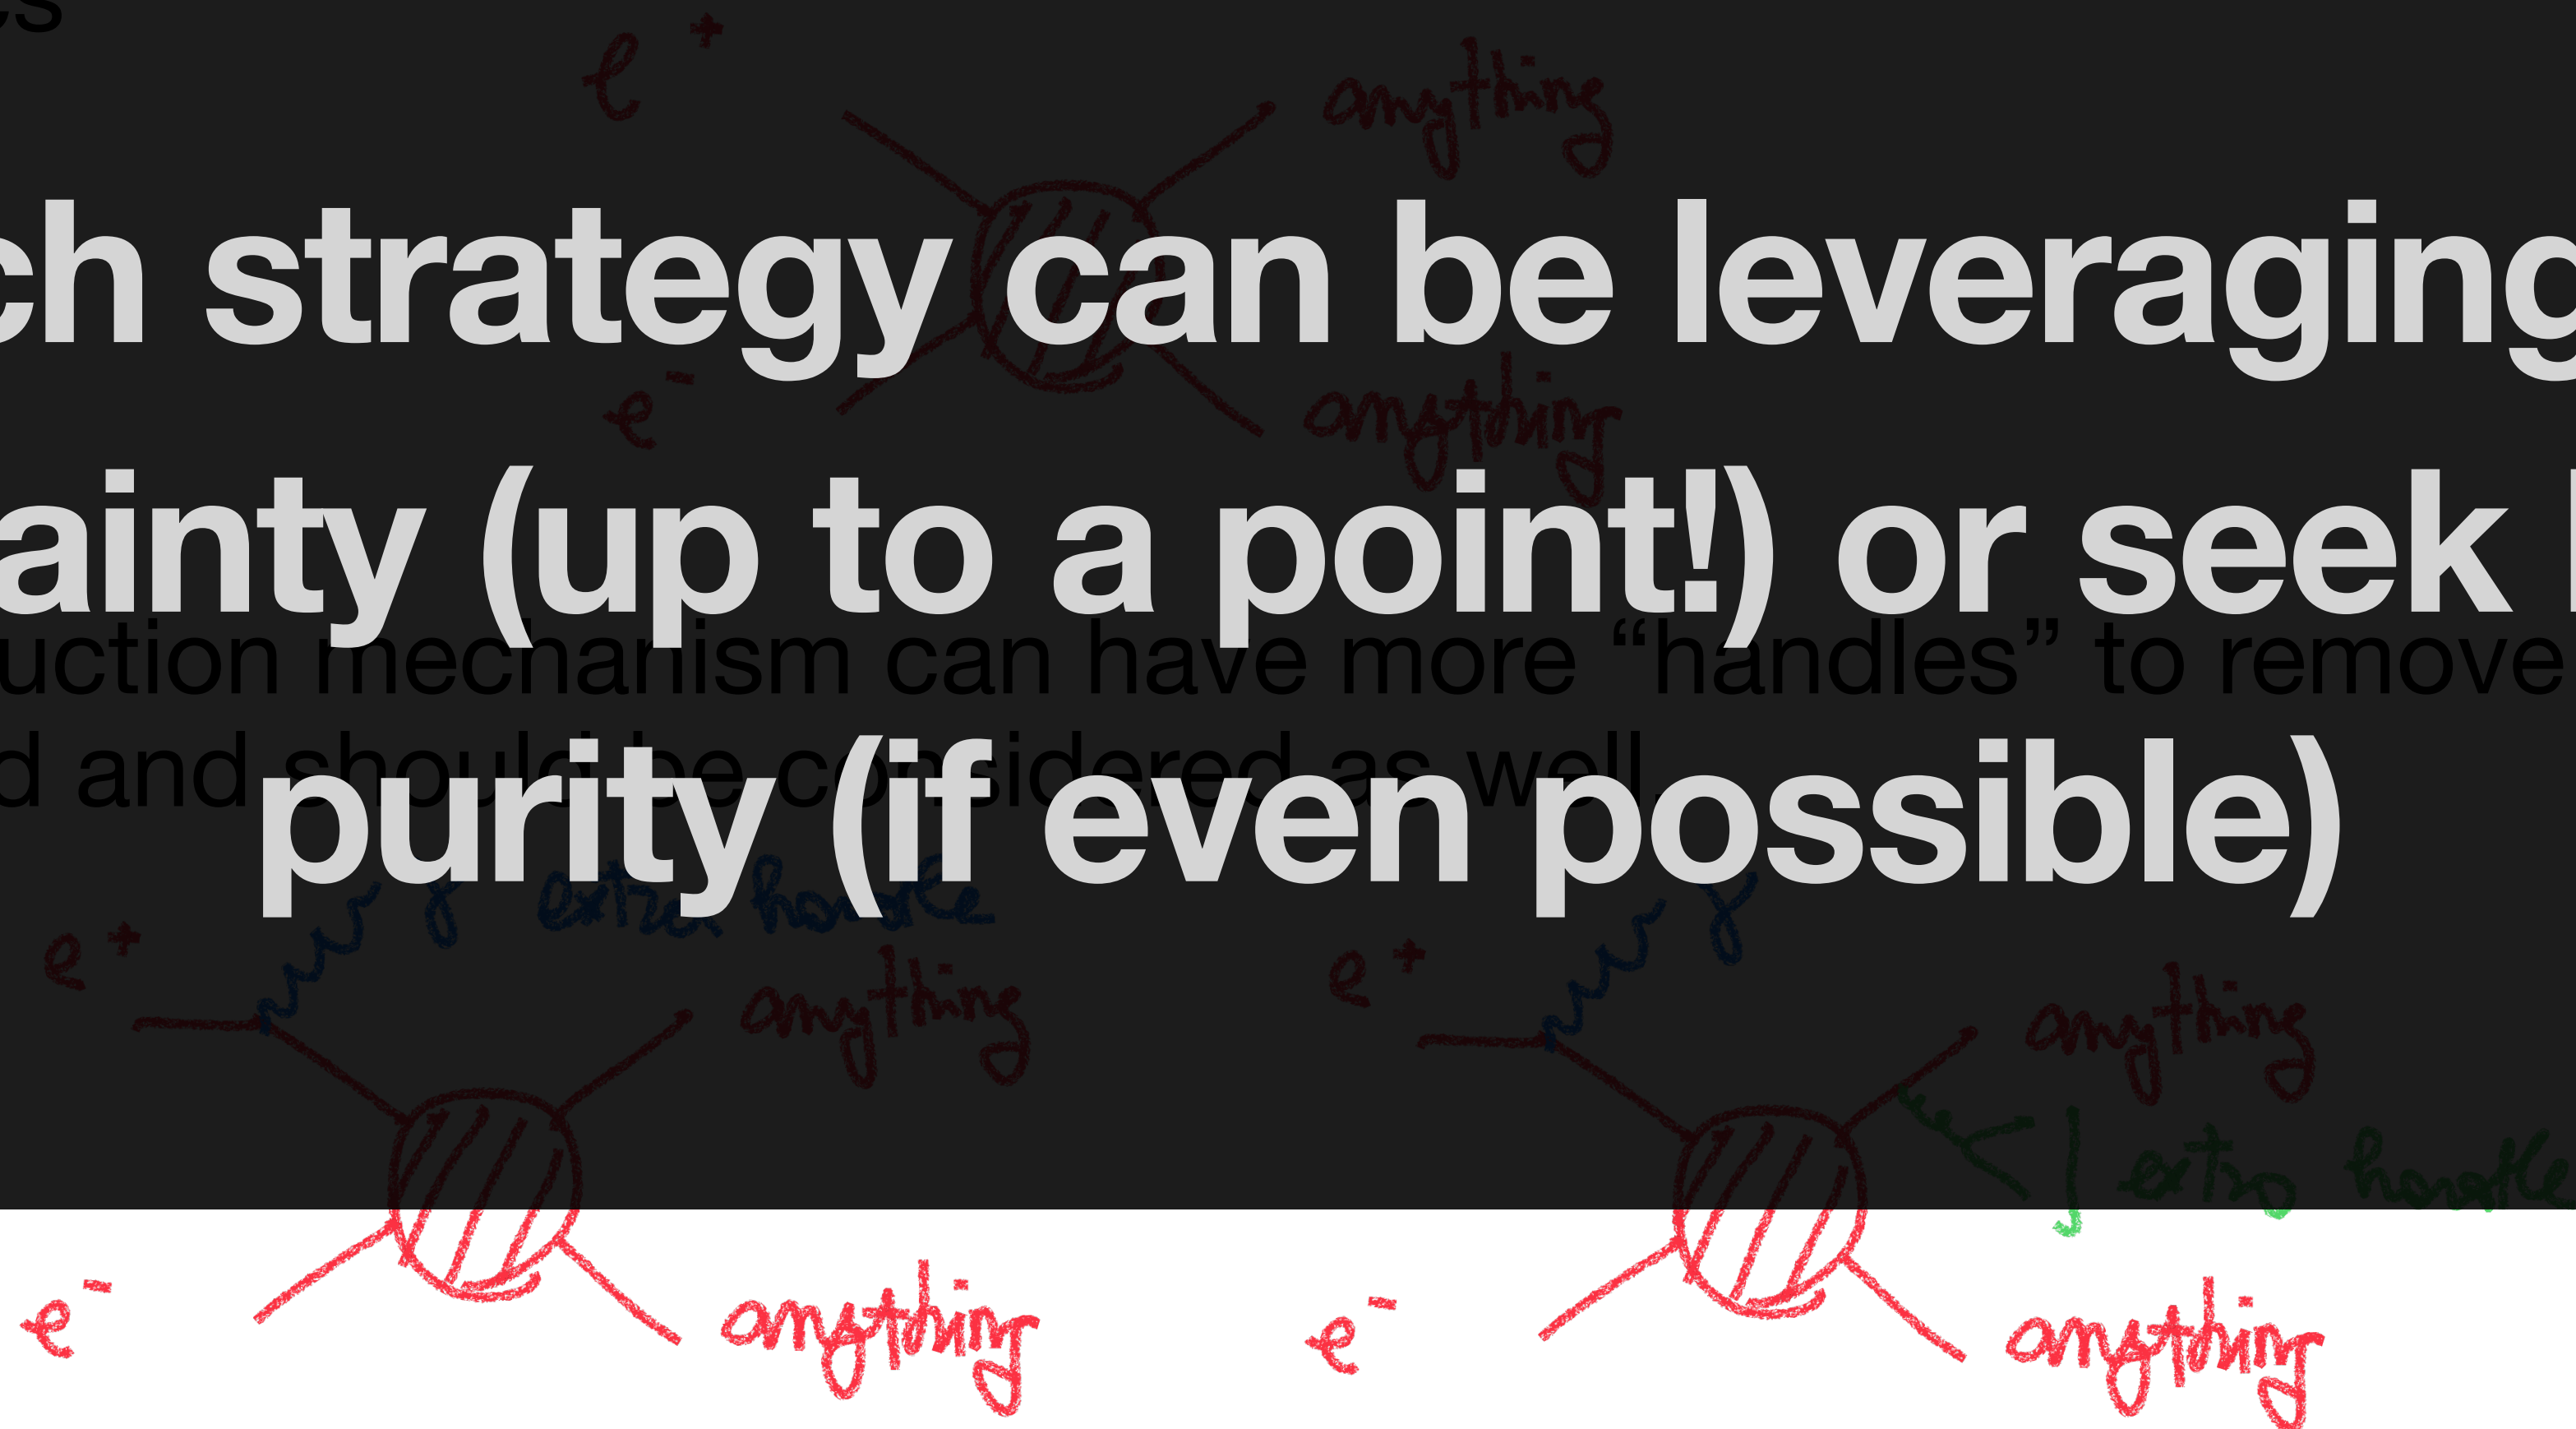 es
e +
anything
ch strategy can be leveraging
e -
anything
ainty (up to a point!) or seek
uction mechanism can have more “handles” to remove
d and should be considered as well.
purity (if even possible)
γ extra handle
γ
e +
anything
e +
anything
extra handle
e -
anything
e -
anything